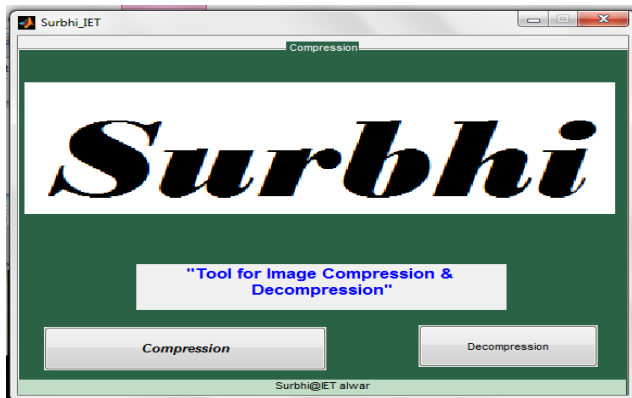 Surbhi_IET
Compression
Surbhi
"Tool for Image Compression &
Decompression"
Compression
Decompression
Surbhi@IET alwar